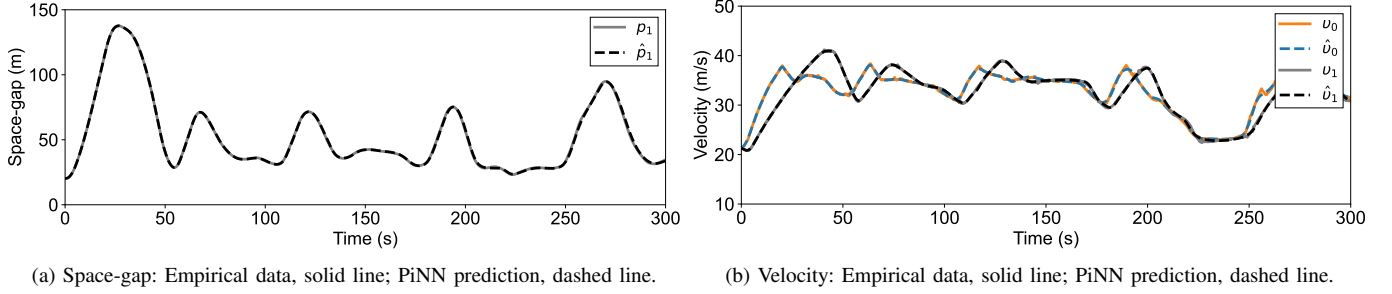 150
100
50
0
Space-gap (m)
p₁
p̂₁
0 50 100 150 200 250 300
Time (s)
50
40
30
20
10
Velocity (m/s)
υ₀
υ̂₀
υ₁
υ̂₁
0 50 100 150 200 250 300
Time (s)
(a) Space-gap: Empirical data, solid line; PiNN prediction, dashed line.
(b) Velocity: Empirical data, solid line; PiNN prediction, dashed line.